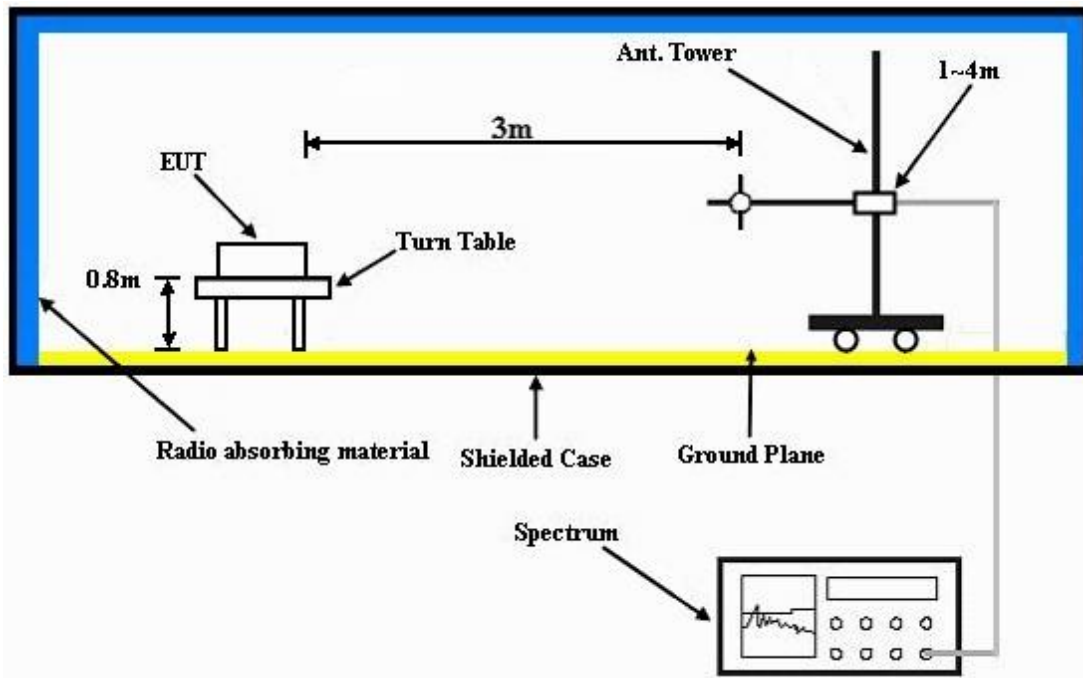 Ant. Tower
1~4m
3m
EUT
Turn Table
0.8m
Radio absorbing material
Shielded Case
Ground Plane
Spectrum